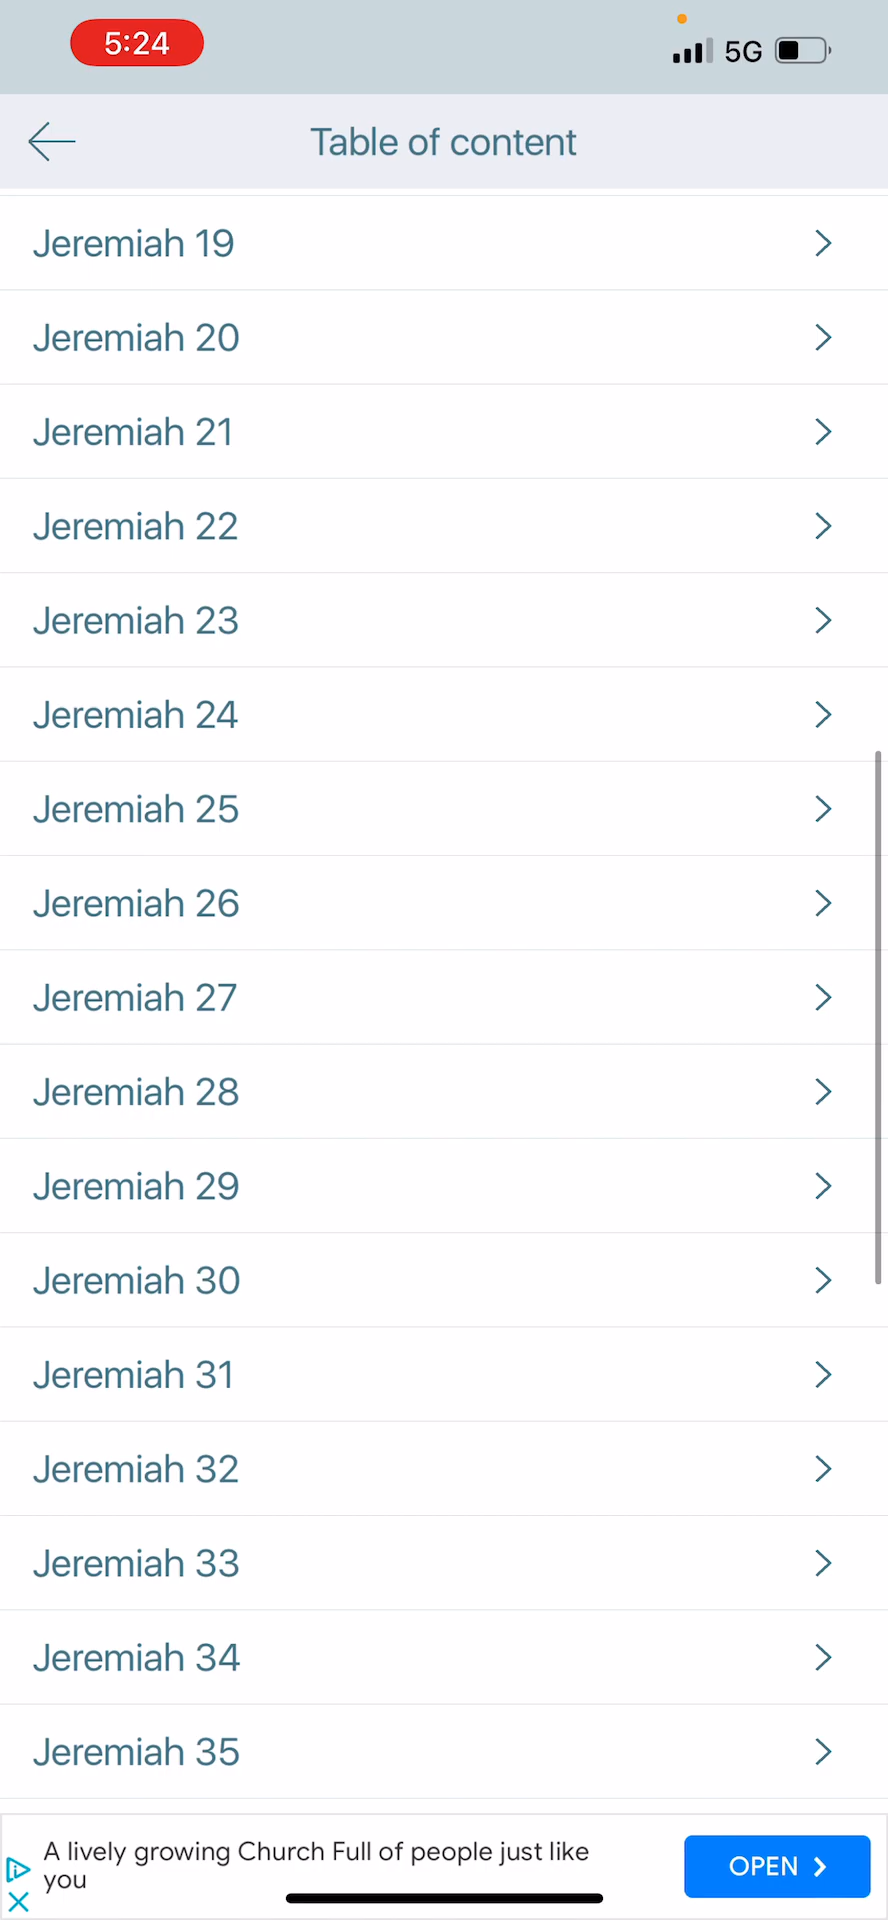 5:24
5G
Table of content
Jeremiah 19
Jeremiah 20
Jeremiah 21
Jeremiah 22
Jeremiah 23
Jeremiah 24
Jeremiah 25
Jeremiah 26
Jeremiah 27
Jeremiah 28
Jeremiah 29
Jeremiah 30
Jeremiah 31
Jeremiah 32
Jeremiah 33
Jeremiah 34
Jeremiah 35
A lively growing Church Full of people just like
you
OPEN